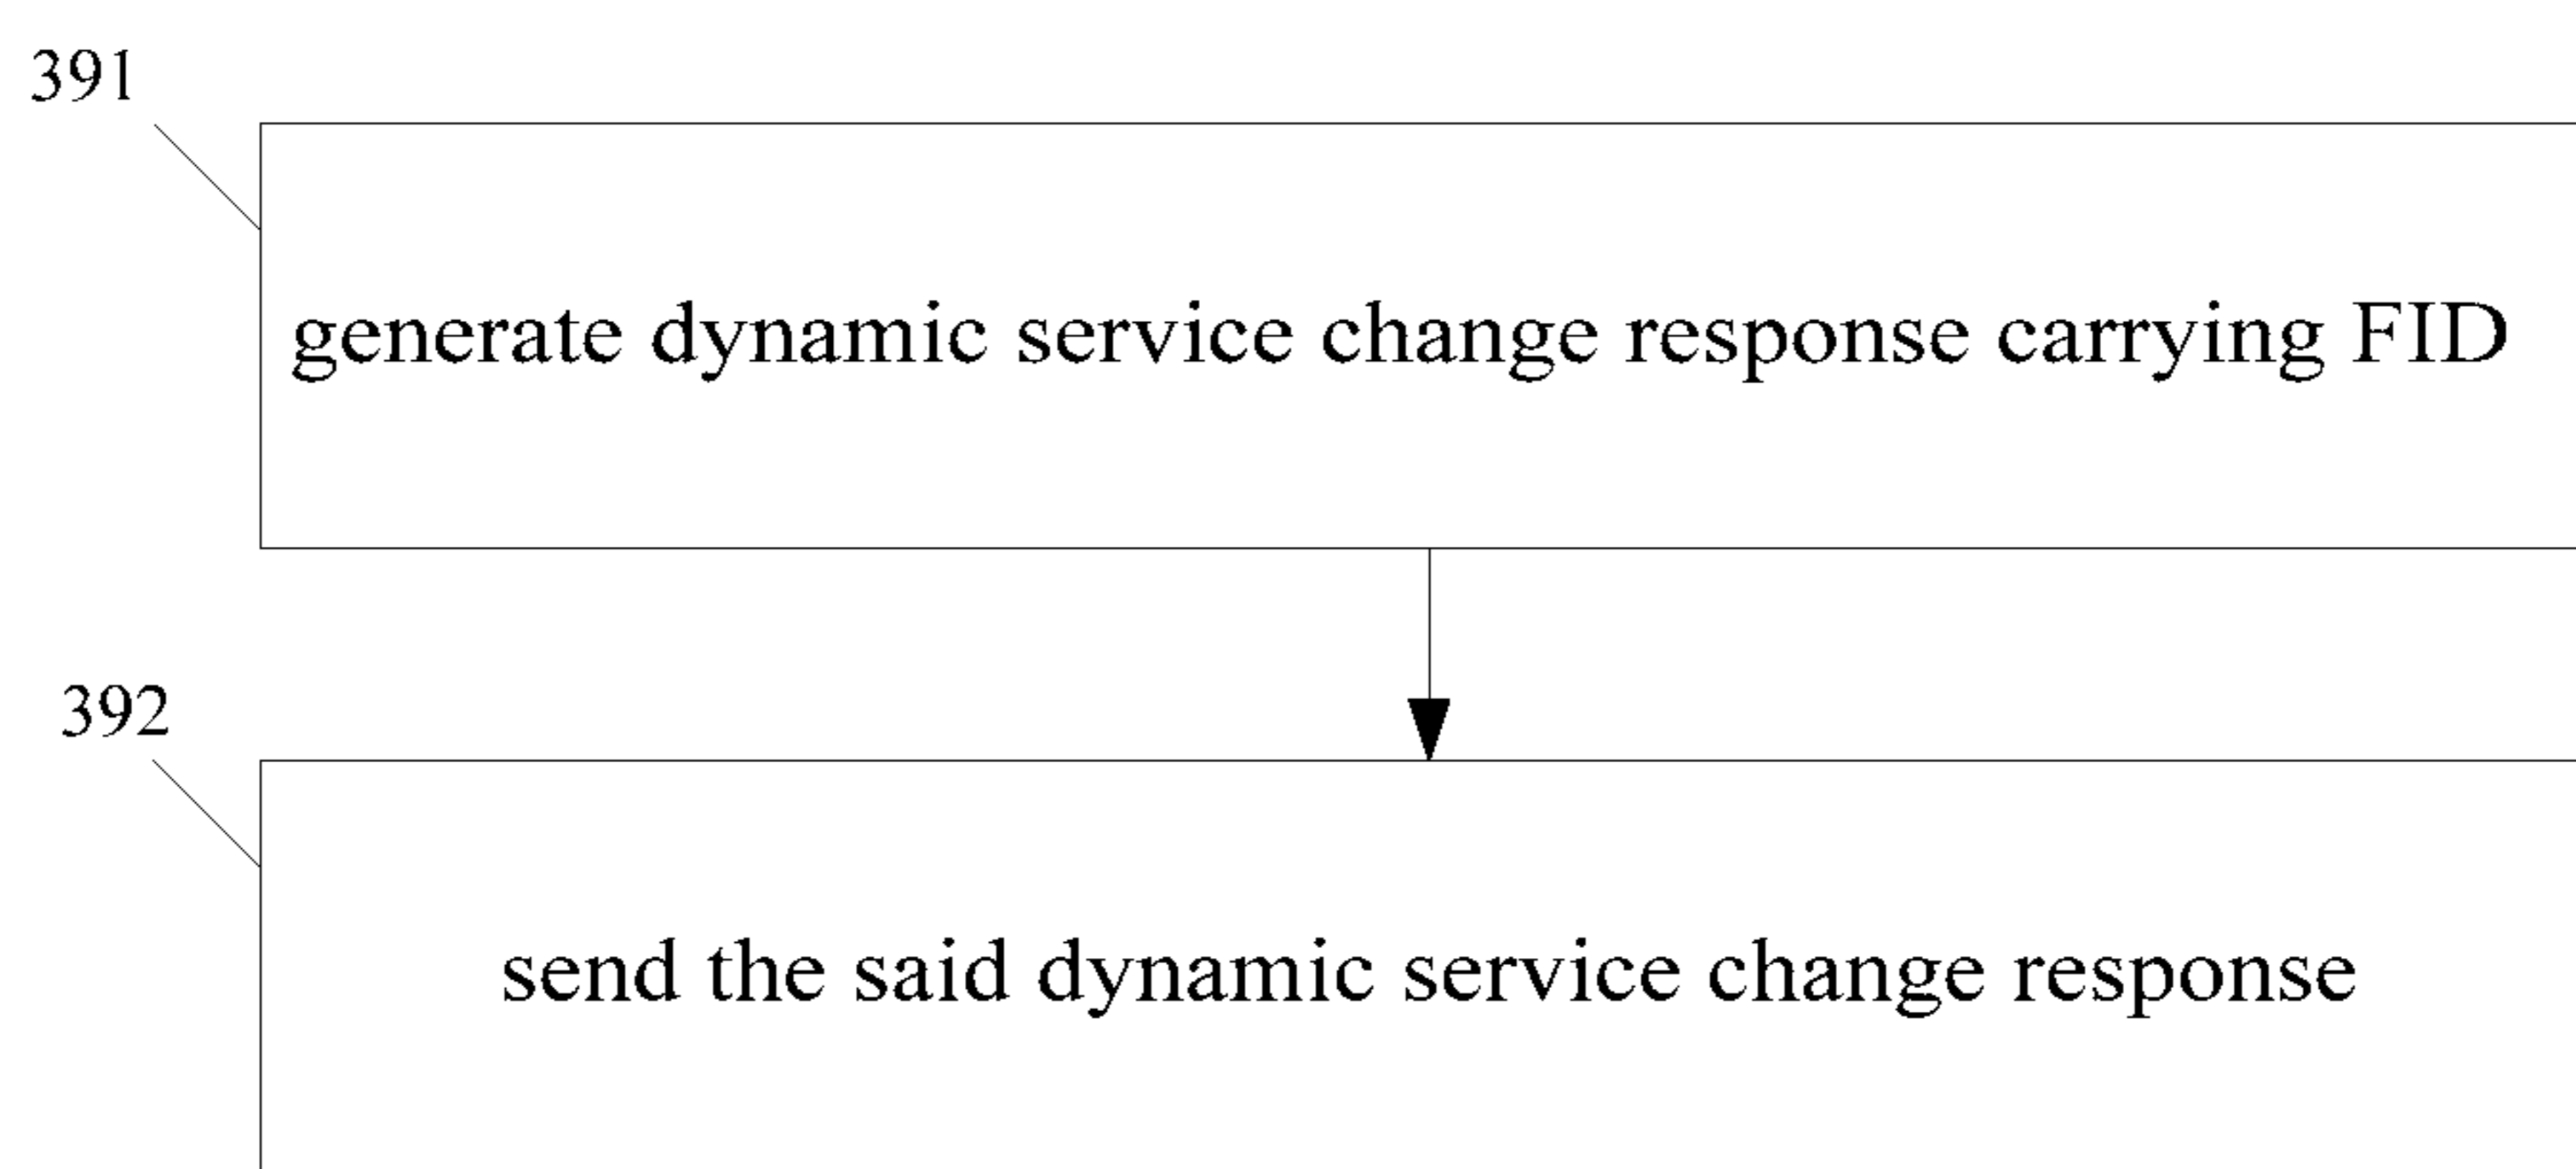 391
generate dynamic service change response carrying FID
392
send the said dynamic service change response